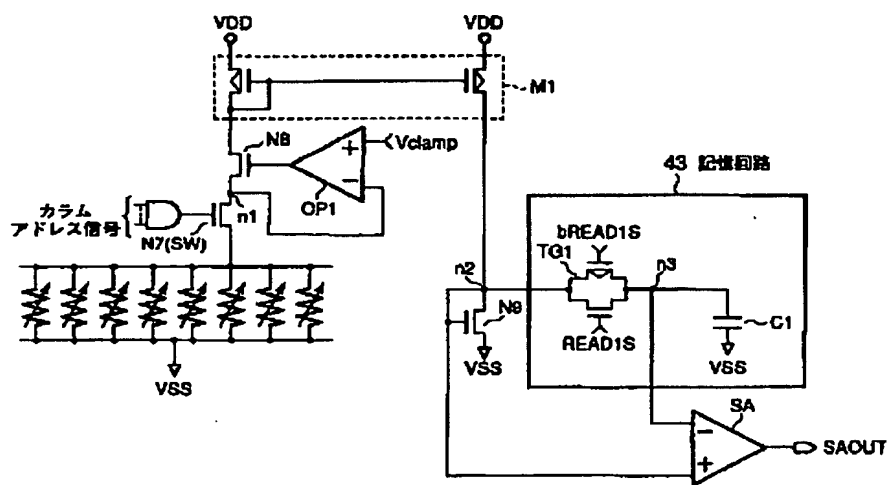 VDD
VDD
M1
N8
Vclamp
OP1
n1
カラム
アドレス信号
N7(SW)
VSS
43 記憶回路
bREAD1S
TG1
n3
n2
N9
READ1S
C1
VSS
VSS
SA
SAOUT